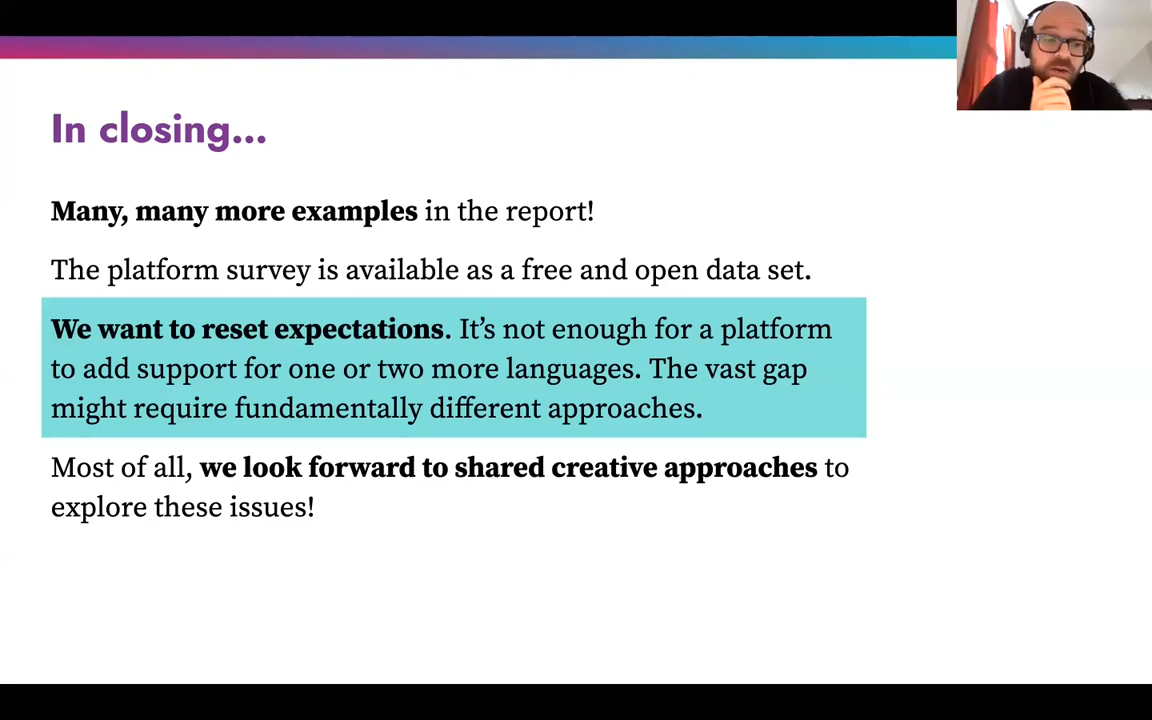 In closing...
Many, many more examples in the report!
The platform survey is available as a free and open data set.
We want to reset expectations. It’s not enough for a platform
to add support for one or two more languages. The vast gap
might require fundamentally different approaches.
Most of all, we look forward to shared creative approaches to
explore these issues!